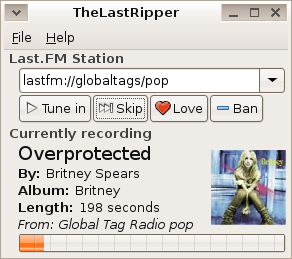 TheLastRipper
File Help
Last.FM Station
lastfm://globaltags/pop
Tune in Skip Love Ban
Currently recording
Overprotected
By: Britney Spears
Album: Britney
Length: 198 seconds
From: Global Tag Radio pop
Britney